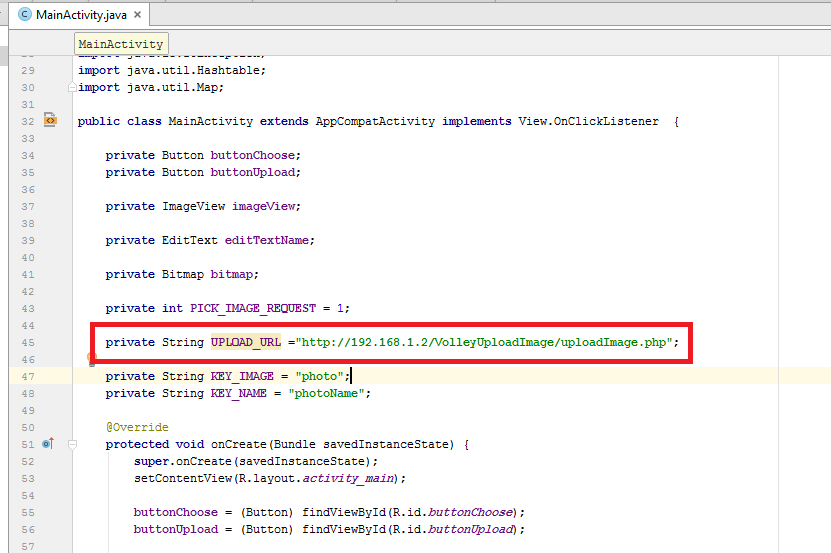 MainActivity.java
MainActivity
29 import java.util.Hashtable;
30 import java.util.Map;
31
32 public class MainActivity extends AppCompatActivity implements View.OnClickListener {
33
34 private Button buttonChoose;
35 private Button buttonUpload;
36
37 private ImageView imageView;
38
39 private EditText editTextName;
40
41 private Bitmap bitmap;
42
43 private int PICK_IMAGE_REQUEST = 1;
44
45 private String UPLOAD_URL ="http://192.168.1.2/VolleyUploadImage/uploadImage.php";
46
47 private String KEY_IMAGE = "photo";
48 private String KEY_NAME = "photoName";
49
50 @Override
51 protected void onCreate(Bundle savedInstanceState) {
52 super.onCreate(savedInstanceState);
53 setContentView(R.layout.activity_main);
54
55 buttonChoose = (Button) findViewById(R.id.buttonChoose);
56 buttonUpload = (Button) findViewById(R.id.buttonUpload);
57